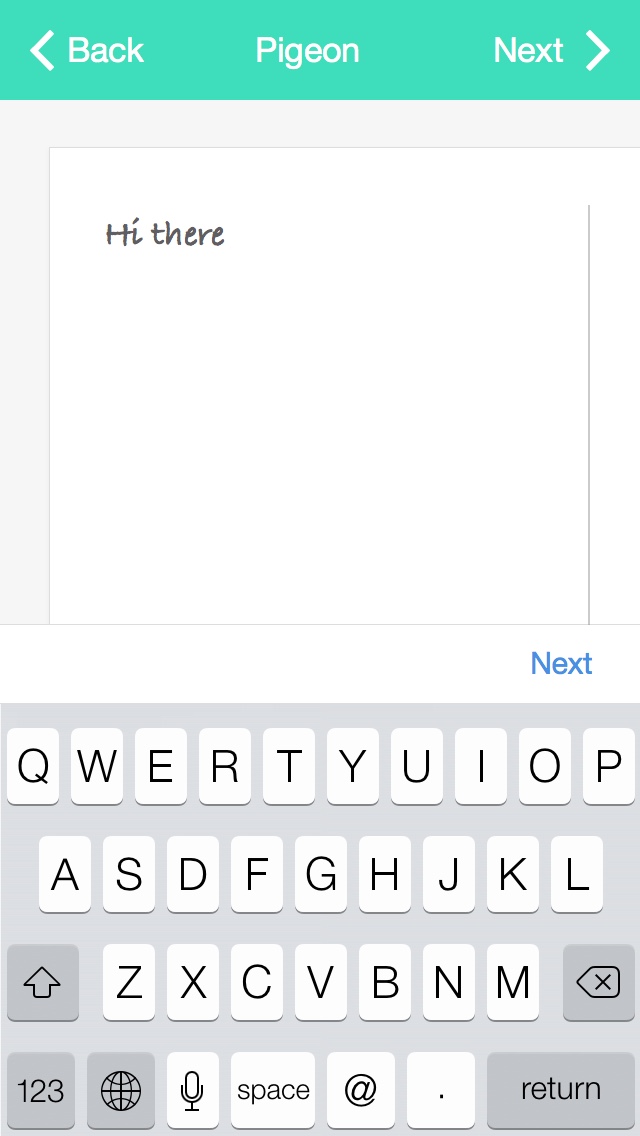 Back Pigeon Next
Hi there
Next
Q W E R T Y U I O P
A S D F G H J K L
Z X C V B N M
123 space @ . return